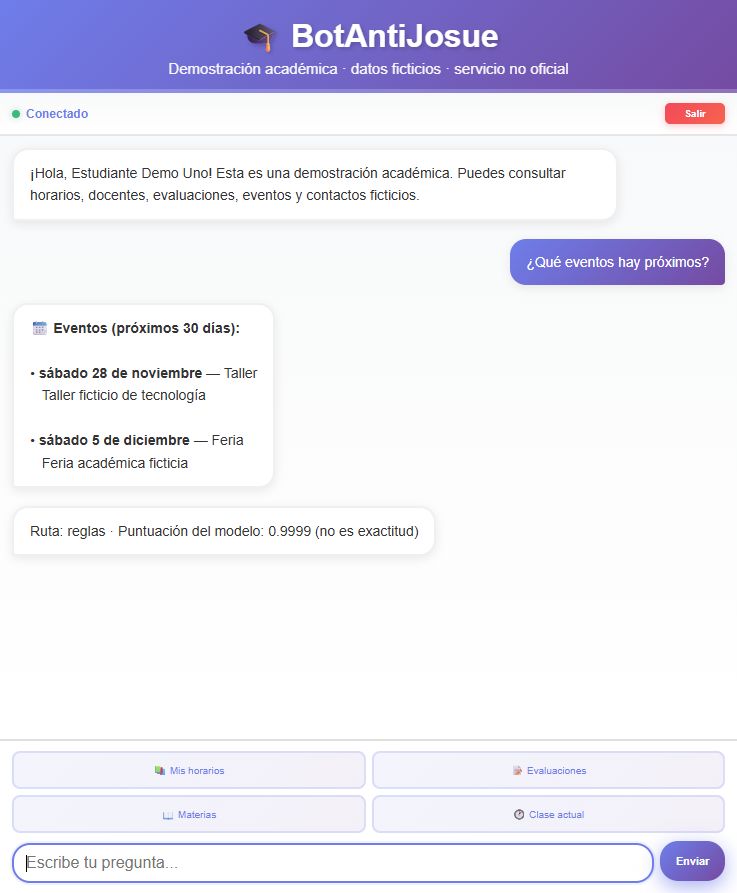 BotAntiJosue
Demostración académica · datos ficticios · servicio no oficial
Conectado
Salir
¡Hola, Estudiante Demo Uno! Esta es una demostración académica. Puedes consultar
horarios, docentes, evaluaciones, eventos y contactos ficticios.
¿Qué eventos hay próximos?
Eventos (próximos 30 días):
• sábado 28 de noviembre — Taller
Taller ficticio de tecnología
• sábado 5 de diciembre — Feria
Feria académica ficticia
Ruta: reglas · Puntuación del modelo: 0.9999 (no es exactitud)
Mis horarios
Evaluaciones
Materias
Clase actual
Escribe tu pregunta...
Enviar